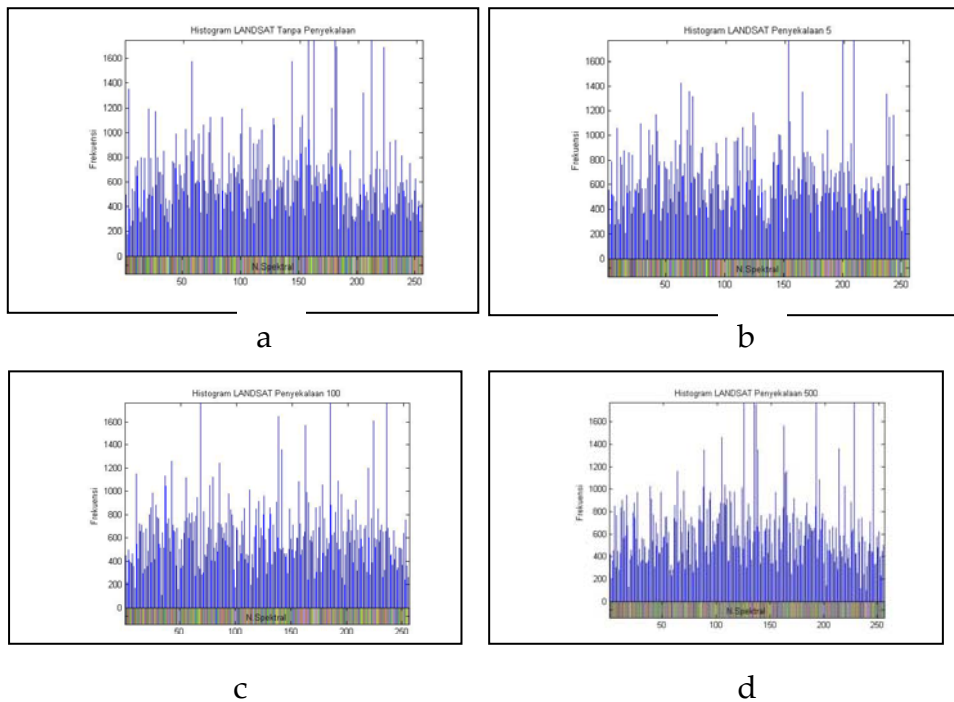 Histogram LANDSAT Tanpa Penyekalaan
1600
1400
1200
1000
800
600
400
200
0
Frekuensi
N.Spektral
50 100 150 200 250
a
Histogram LANDSAT Penyekalaan 5
1600
1400
1200
1000
800
600
400
200
0
Frekuensi
N.Spektral
50 100 150 200 250
b
Histogram LANDSAT Penyekalaan 100
1600
1400
1200
1000
800
600
400
200
0
Frekuensi
N.Spektral
50 100 150 200 250
c
Histogram LANDSAT Penyekalaan 500
1600
1400
1200
1000
800
600
400
200
0
Frekuensi
N.Spektral
50 100 150 200 250
d